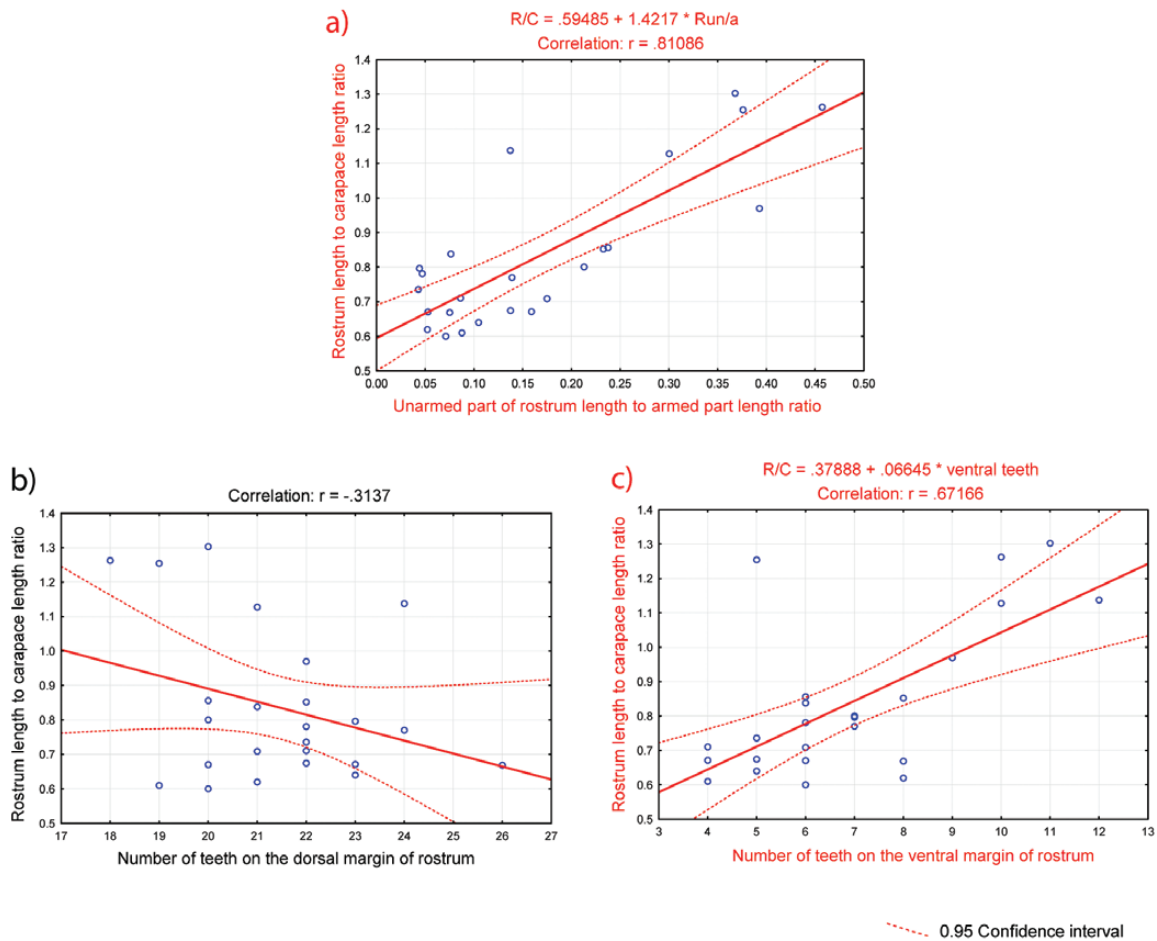 a)
R/C = .59485 + 1.4217 * Run/a
Correlation: r = .81086
Rostrum length to carapace length ratio
1.4
1.3
1.2
1.1
1.0
0.9
0.8
0.7
0.6
0.5
0.00 0.05 0.10 0.15 0.20 0.25 0.30 0.35 0.40 0.45 0.50
Unarmed part of rostrum length to armed part length ratio
b)
Correlation: r = -.3137
Rostrum length to carapace length ratio
1.4
1.3
1.2
1.1
1.0
0.9
0.8
0.7
0.6
0.5
17 18 19 20 21 22 23 24 25 26 27
Number of teeth on the dorsal margin of rostrum
c)
R/C = .37888 + .06645 * ventral teeth
Correlation: r = .67166
Rostrum length to carapace length ratio
1.4
1.3
1.2
1.1
1.0
0.9
0.8
0.7
0.6
0.5
3 4 5 6 7 8 9 10 11 12 13
Number of teeth on the ventral margin of rostrum
0.95 Confidence interval